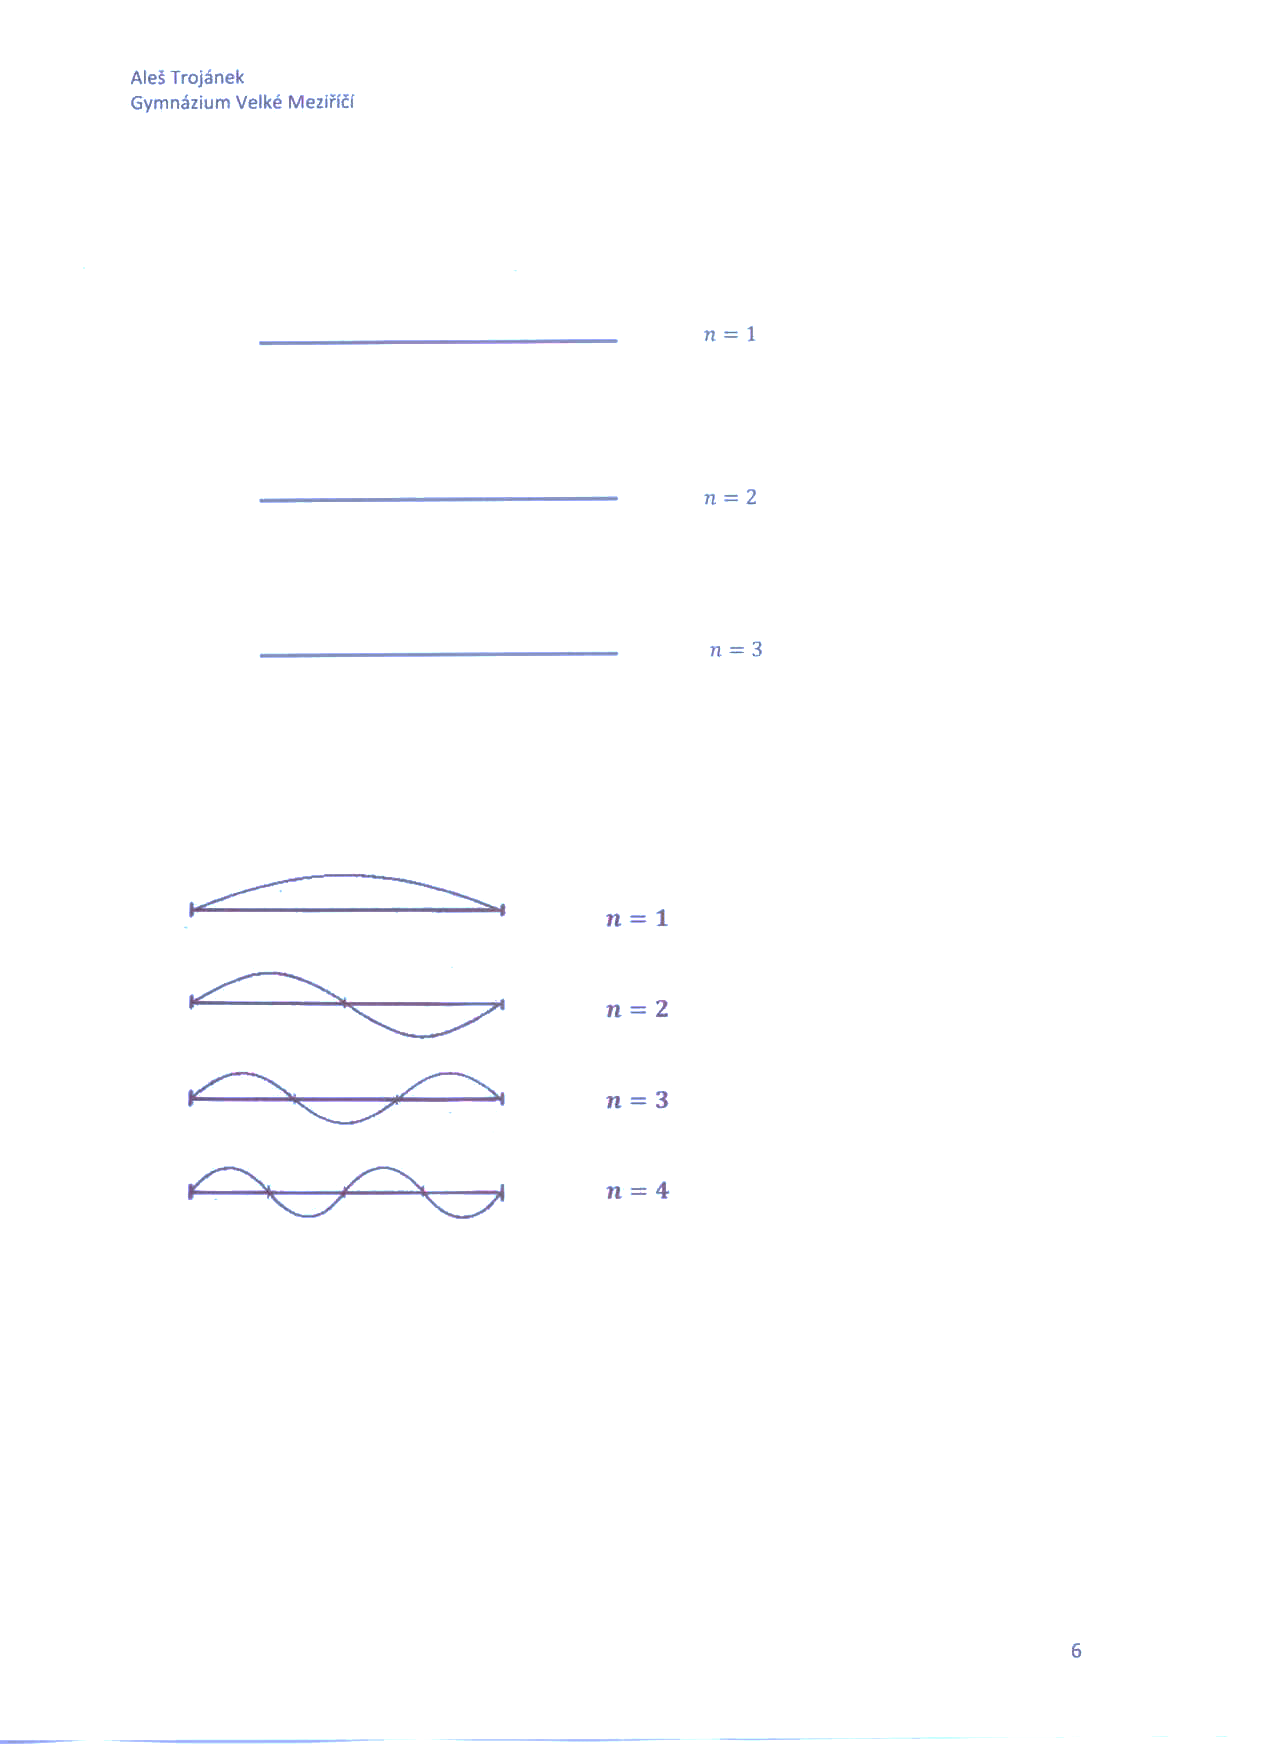 Aleš Trojánek
Gymnázium Velké Meziříčí
n = 1
n = 2
n = 3
n = 1
n = 2
n = 3
n = 4
6